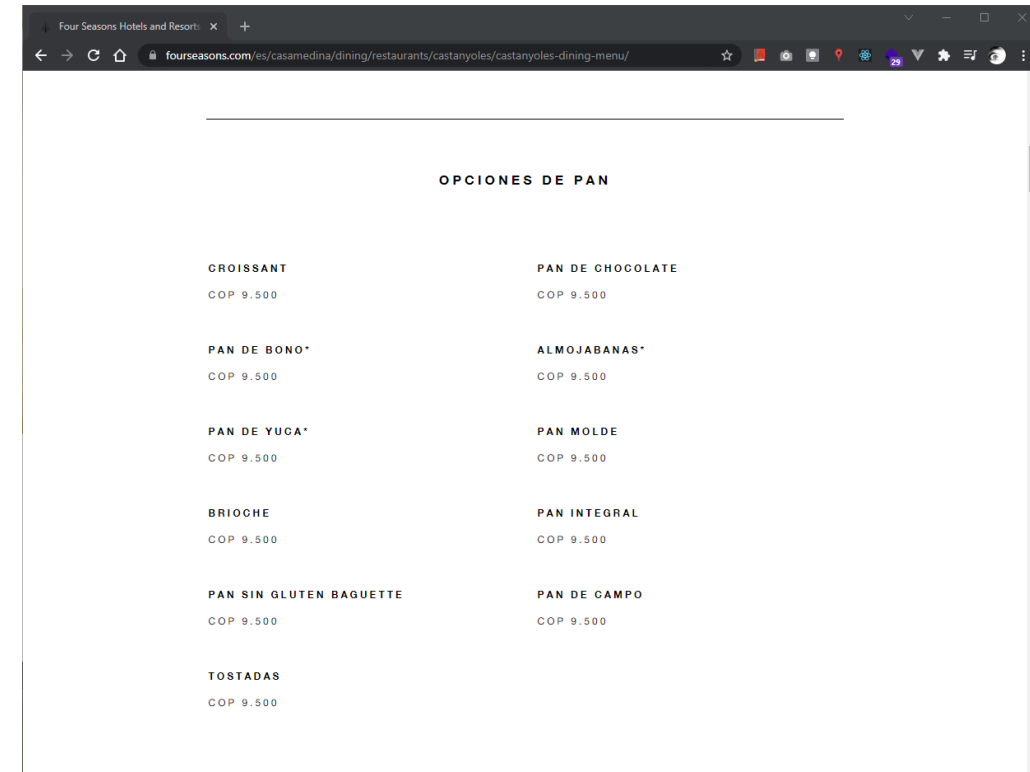 Four Seasons Hotels and Resorts
fourseasons.com/es/casamedina/dining/restaurants/castanyoles/castanyoles-dining-menu/
29
OPCIONES DE PAN
CROISSANT
COP 9.500
PAN DE CHOCOLATE
COP 9.500
PAN DE BONO*
COP 9.500
ALMOJABANAS*
COP 9.500
PAN DE YUCA*
COP 9.500
PAN MOLDE
COP 9.500
BRIOCHE
COP 9.500
PAN INTEGRAL
COP 9.500
PAN SIN GLUTEN BAGUETTE
COP 9.500
PAN DE CAMPO
COP 9.500
TOSTADAS
COP 9.500